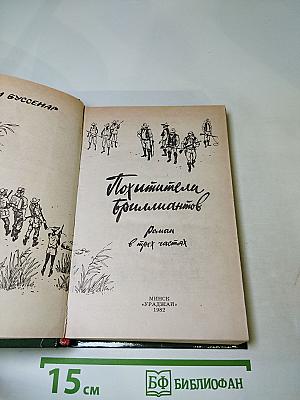 БУССЕНАР
Похитители
бриллиантов
Роман
в трех частях
МИНСК
«УРАДЖАЙ»
1982
15 см
БФ БИБЛИОФАН